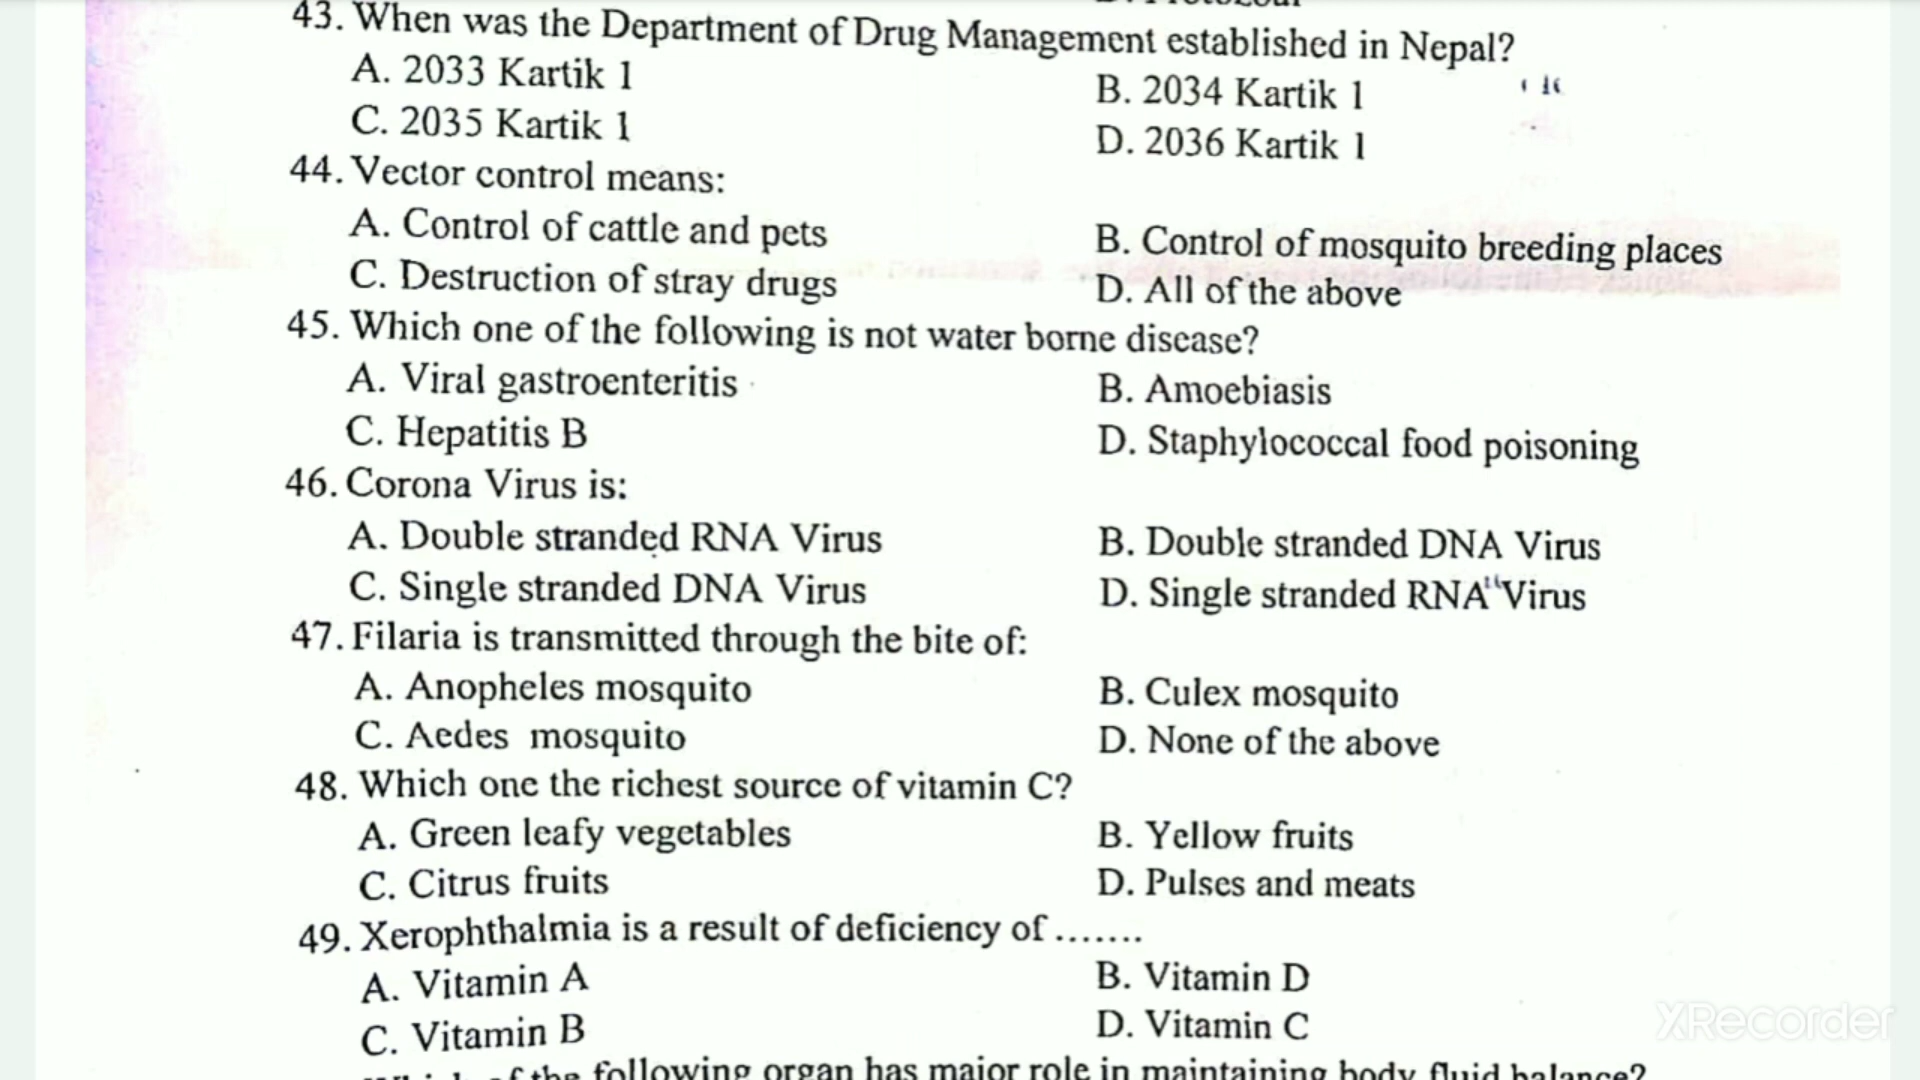 43. When was the Department of Drug Management established in Nepal?
A. 2033 Kartik 1
B. 2034 Kartik 1
C. 2035 Kartik 1
D. 2036 Kartik 1
44. Vector control means:
A. Control of cattle and pets
B. Control of mosquito breeding places
C. Destruction of stray drugs
D. All of the above
45. Which one of the following is not water borne disease?
A. Viral gastroenteritis
B. Amoebiasis
C. Hepatitis B
D. Staphylococcal food poisoning
46. Corona Virus is:
A. Double stranded RNA Virus
B. Double stranded DNA Virus
C. Single stranded DNA Virus
D. Single stranded RNA Virus
47. Filaria is transmitted through the bite of:
A. Anopheles mosquito
B. Culex mosquito
C. Aedes mosquito
D. None of the above
48. Which one the richest source of vitamin C?
A. Green leafy vegetables
B. Yellow fruits
C. Citrus fruits
D. Pulses and meats
49. Xerophthalmia is a result of deficiency of .......
A. Vitamin A
B. Vitamin D
C. Vitamin B
D. Vitamin C
XRecorder
of the following organ has major role in maintaining body fluid balance?